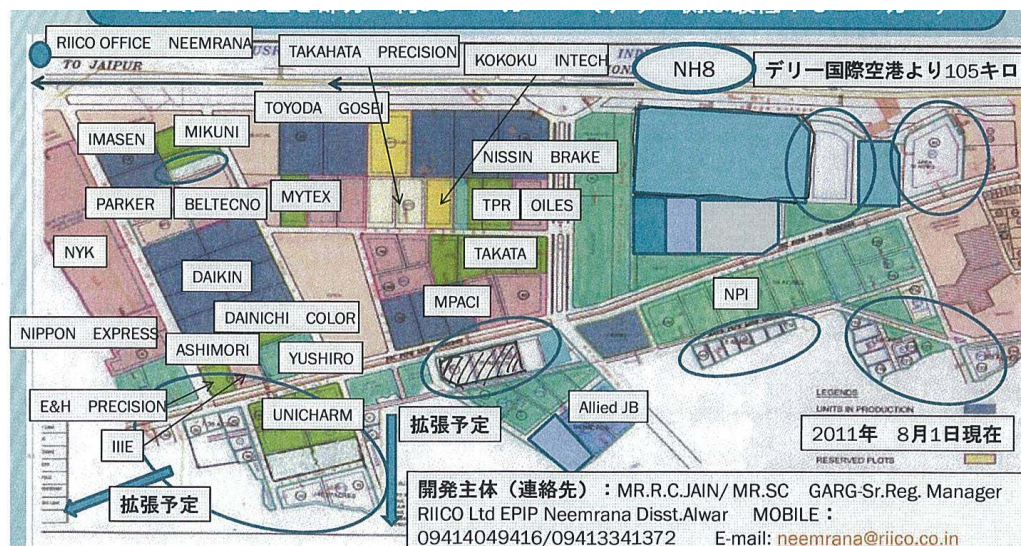 RIICO OFFICE NEEMRANA
TO JAIPUR
TAKAHATA PRECISION
KOKOKU INTECH
NH8
デリー国際空港より105キロ
TOYODA GOSEI
IMASEN
MIKUNI
NISSIN BRAKE
PARKER
BELTECNO
MYTEX
TPR
OILES
NYK
TAKATA
DAIKIN
MPACI
NPI
DAINICHI COLOR
NIPPON EXPRESS
ASHIMORI
YUSHIRO
E&H PRECISION
UNICHARM
Allied JB
LEGENDS
UNITS IN PRODUCTION
IIIE
拡張予定
2011年 8月1日現在
RESERVED PLOTS
拡張予定
開発主体（連絡先）：MR.R.C.JAIN/ MR.SC GARG-Sr.Reg. Manager
RIICO Ltd EPIP Neemrana Disst.Alwar MOBILE：
09414049416/09413341372 E-mail: neemrana@riico.co.in